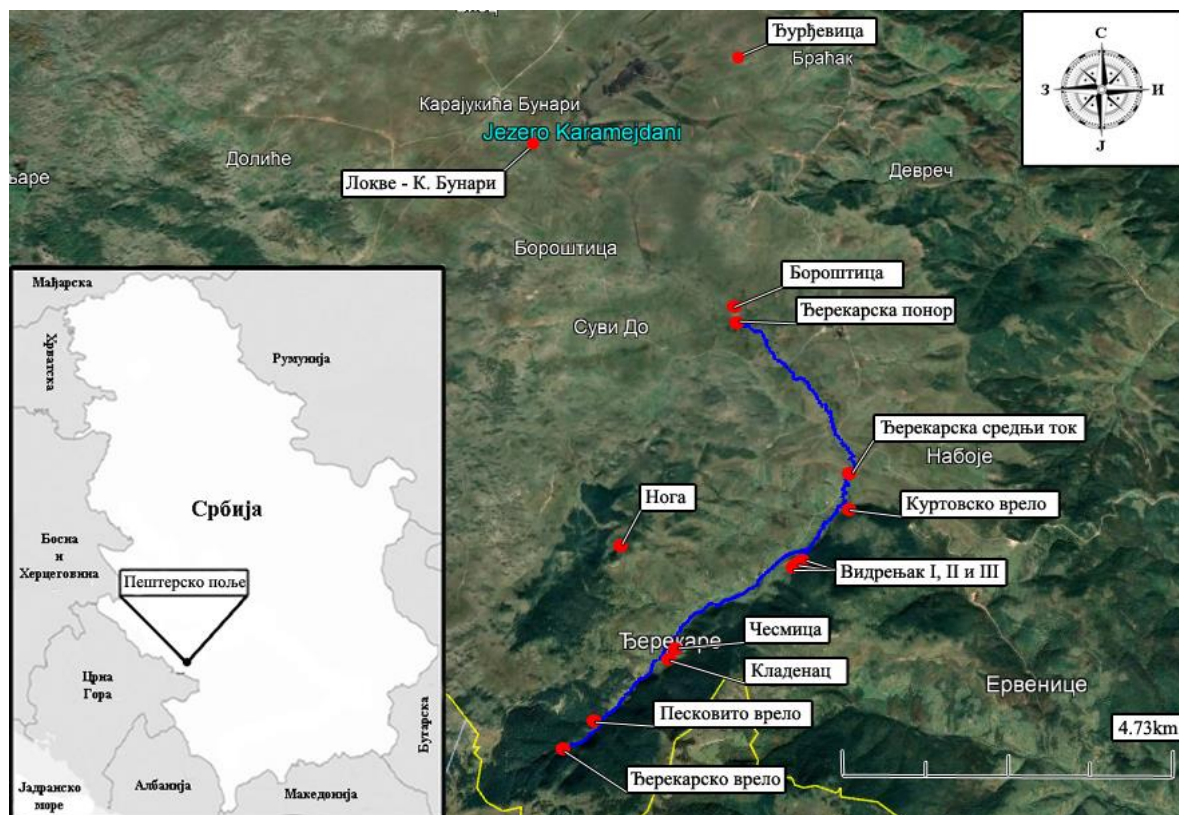 Ђурђевица
Браћак
С
З
И
Ј
Карајукића Бунари
Jezero Karamejdani
Долиће
Локве - К. Бунари
Девреч
Бороштица
Бороштица
Ђерекарска понор
Суви До
Ђерекарска средњи ток
Набоје
Нога
Куртовско врело
Видрењак I, II и III
Чесмица
Ђерекаре
Кладенац
Ервенице
Песковито врело
4.73km
Ђерекарско врело
Мађарска
Хрватска
Румунија
Србија
Босна
и
Херцеговина
Пештерско поље
Црна
Гора
Бугарска
Јадранско
море
Албанија
Македонија